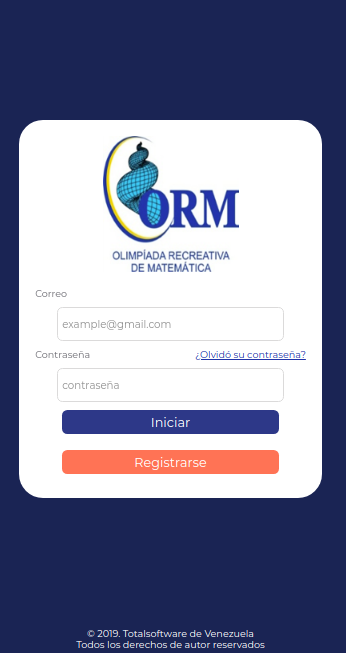 ORM
OLIMPÍADA RECREATIVA
DE MATEMÁTICA
Correo
example@gmail.com
Contraseña ¿Olvidó su contraseña?
contraseña
Iniciar
Registrarse
© 2019. Totalsoftware de Venezuela
Todos los derechos de autor reservados